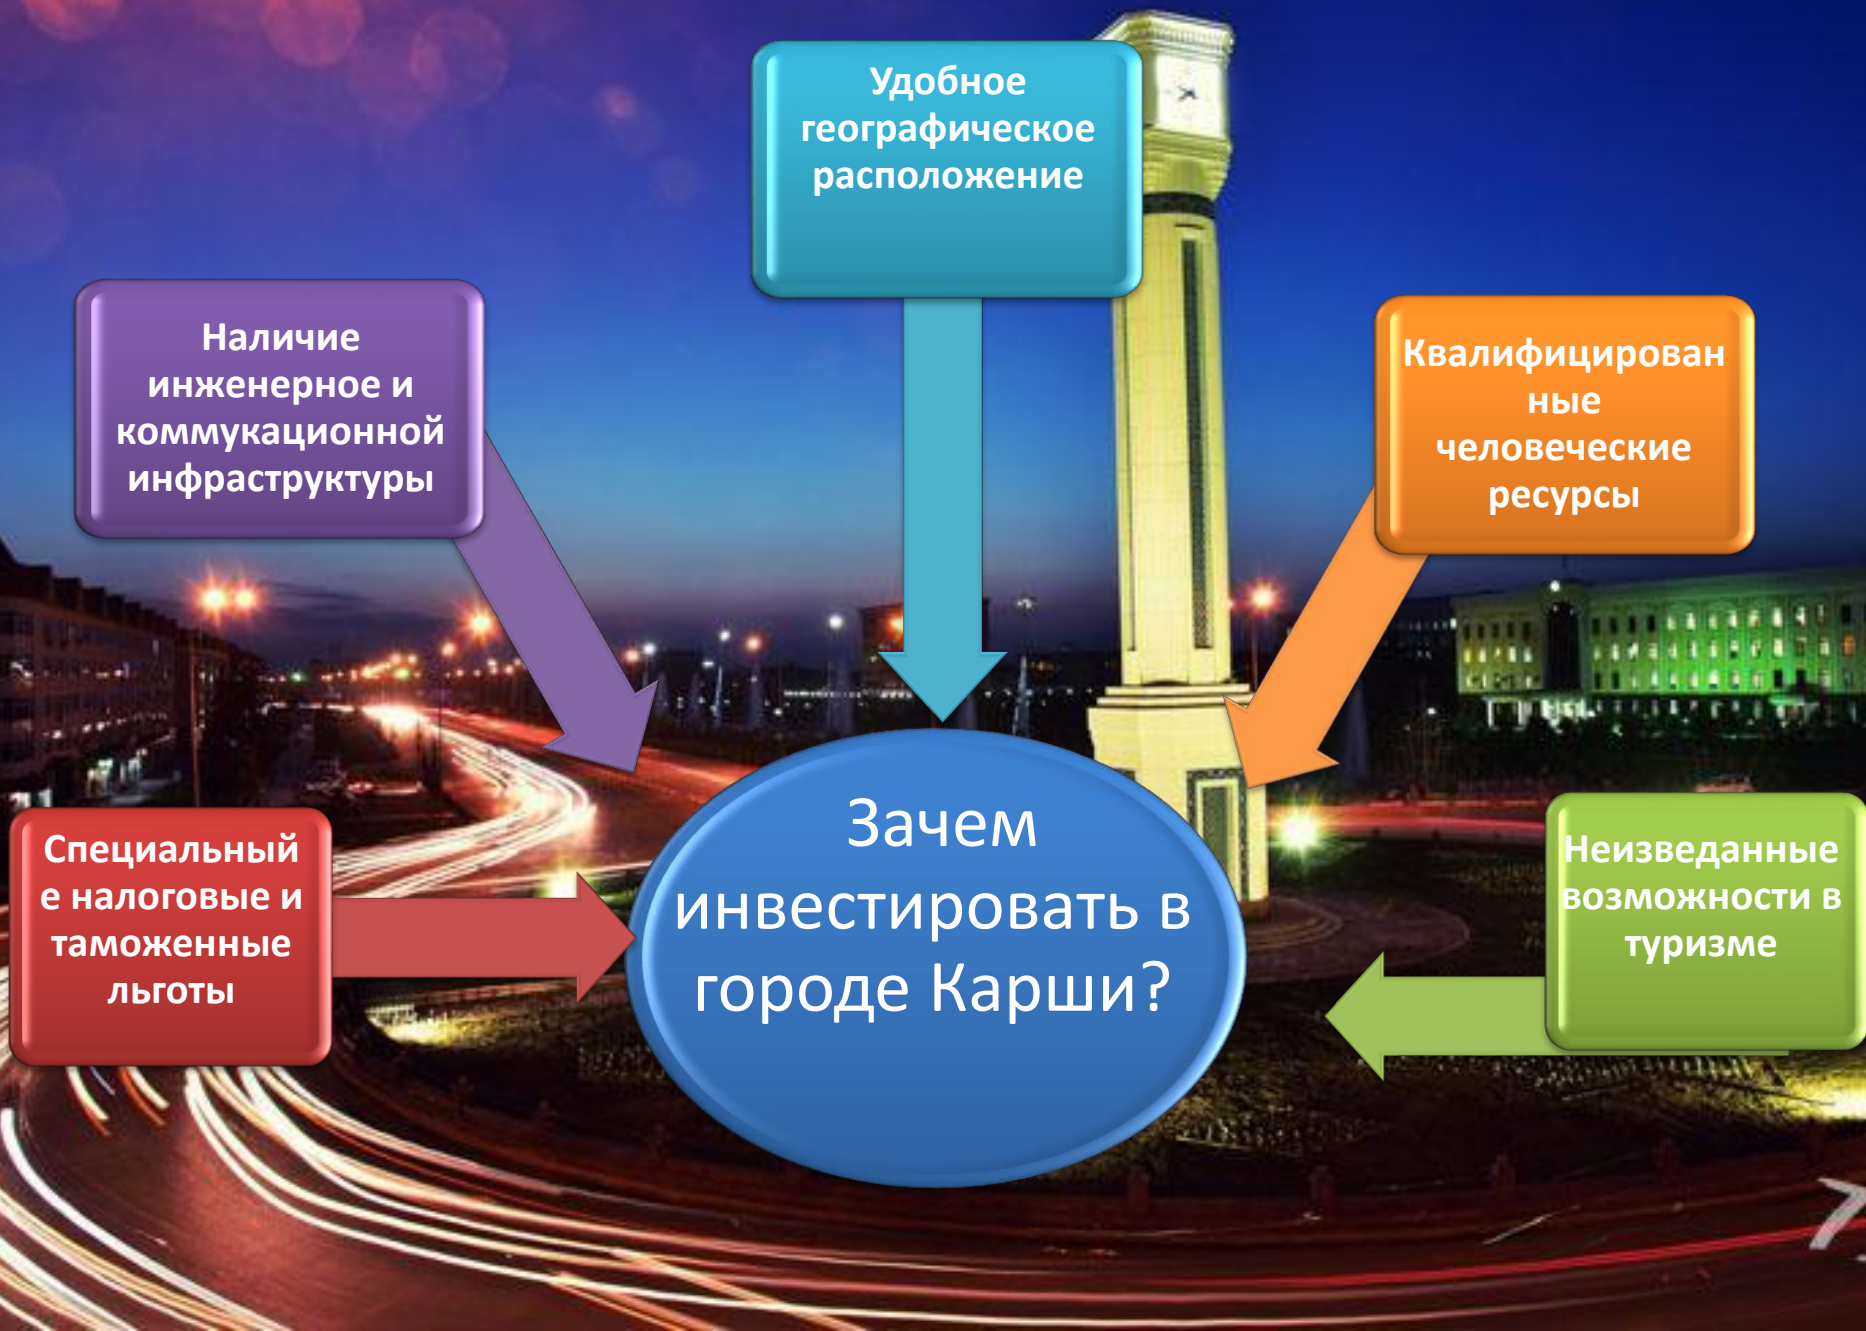 Удобное
географическое
расположение
Наличие
инженерное и
коммукационной
инфраструктуры
Квалифицирован
ные
человеческие
ресурсы
Специальный
е налоговые и
таможенные
льготы
Зачем
инвестировать в
городе Карши?
Неизведанные
возможности в
туризме
7